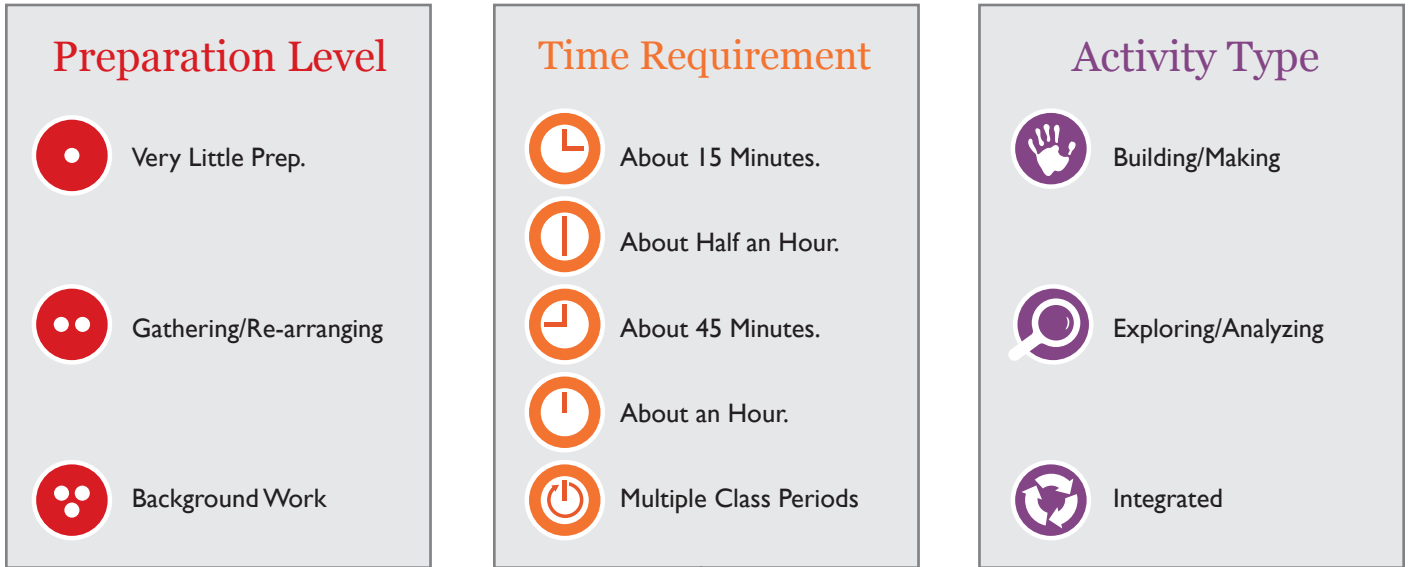 Preparation Level
Very Little Prep.
Gathering/Re-arranging
Background Work
Time Requirement
About 15 Minutes.
About Half an Hour.
About 45 Minutes.
About an Hour.
Multiple Class Periods
Activity Type
Building/Making
Exploring/Analyzing
Integrated